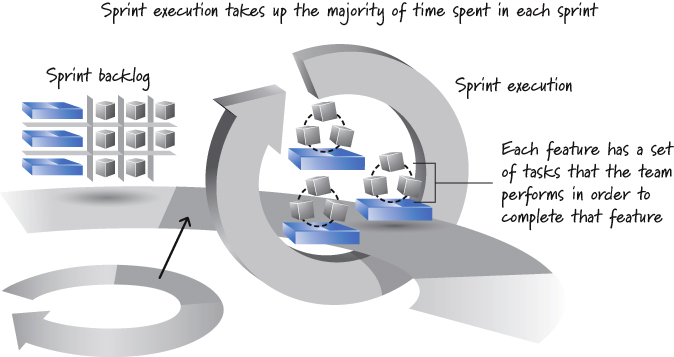 Sprint execution takes up the majority of time spent in each sprint
Sprint backlog
Sprint execution
Each feature has a set
of tasks that the team
performs in order to
complete that feature